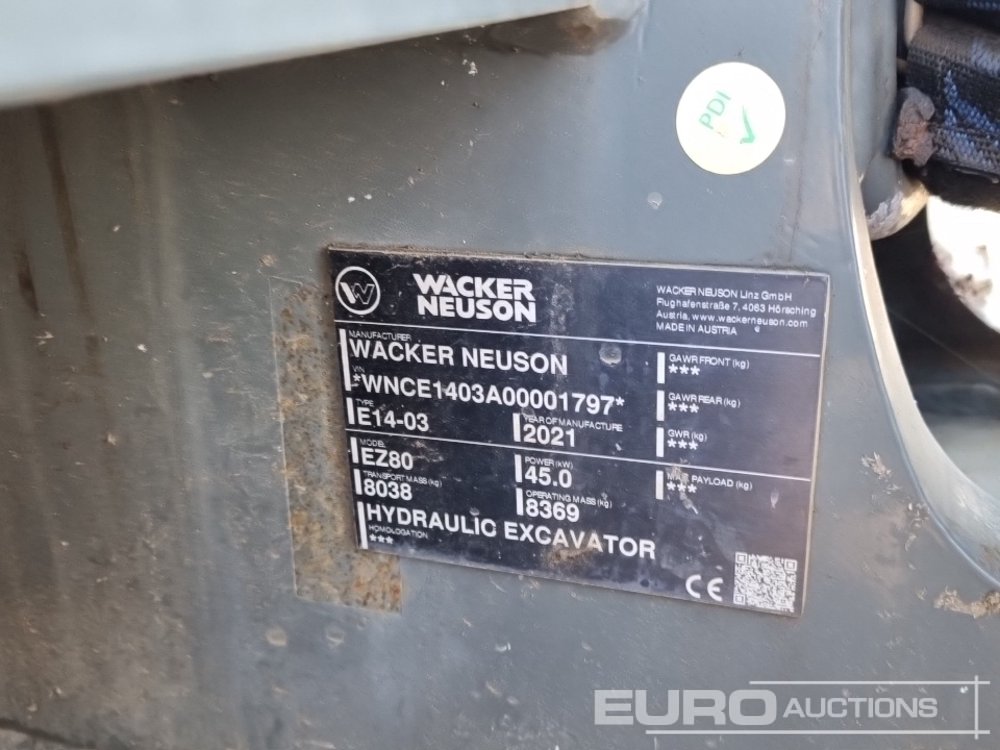 PDI
WACKER
NEUSON
WACKER NEUSON Linz GmbH
Flughafenstraße 7, 4063 Hörsching
Austria, www.wackerneuson.com
MADE IN AUSTRIA
MANUFACTURER
WACKER NEUSON
VIN
*WNCE1403A00001797*
TYPE
E14-03
YEAR OF MANUFACTURE
2021
MODEL
EZ80
POWER (kW)
45.0
TRANSPORT MASS (kg)
8038
OPERATING MASS (kg)
8369
HYDRAULIC EXCAVATOR
HOMOLOGATION
***
GAWR FRONT (kg)
***
GAWR REAR (kg)
***
GWR (kg)
***
MAX. PAYLOAD (kg)
***
CE
EURO AUCTIONS